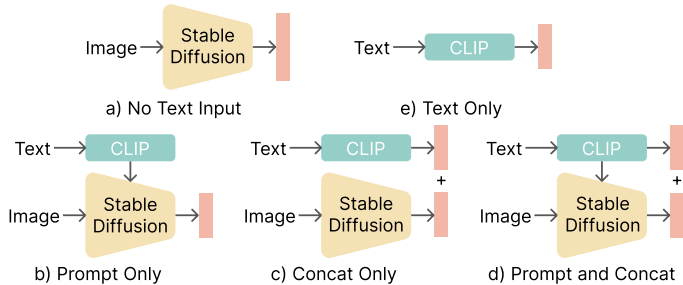 Image
Stable
Diffusion
Text
CLIP
a) No Text Input
e) Text Only
Text
CLIP
Image
Stable
Diffusion
b) Prompt Only
Text
CLIP
+
Image
Stable
Diffusion
c) Concat Only
Text
CLIP
+
Image
Stable
Diffusion
d) Prompt and Concat